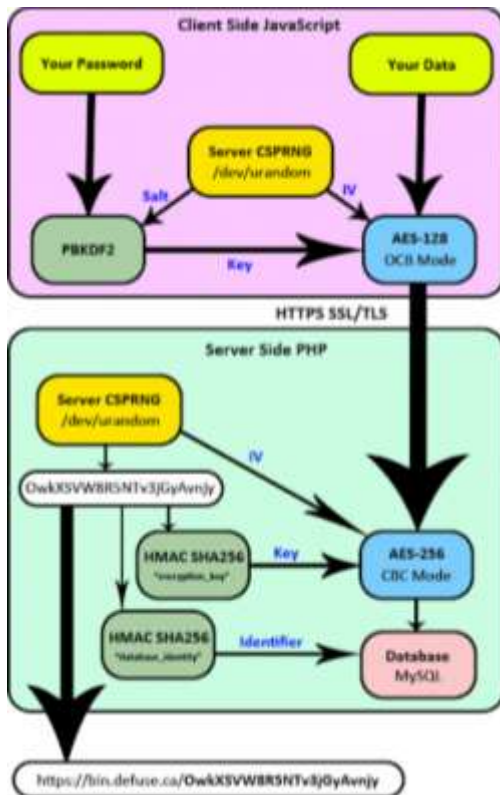 Client Side JavaScript
Your Password
Your Data
Server CSPRNG
/dev/urandom
Salt
IV
PBKDF2
Key
AES-128
OCB Mode
HTTPS SSL/TLS
Server Side PHP
Server CSPRNG
/dev/urandom
IV
OwkXSVW8R5NTv3jGyAvnjy
HMAC SHA256
"encryption_key"
Key
AES-256
CBC Mode
HMAC SHA256
"database_identity"
Identifier
Database
MySQL
https://bin.defuse.ca/OwkXSVW8R5NTv3jGyAvnjy